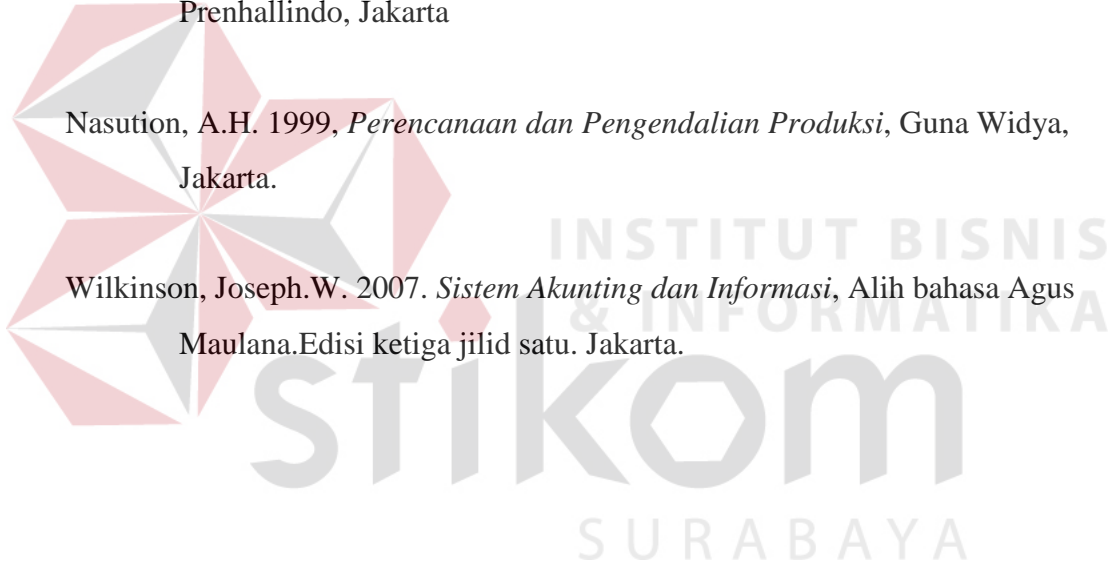 Prenhallindo, Jakarta
Nasution, A.H. 1999, Perencanaan dan Pengendalian Produksi, Guna Widya,
Jakarta.
INSTITUT BISNIS
Wilkinson, Joseph.W. 2007. Sistem Akunting dan Informasi, Alih bahasa Agus
& INFORMATIKA
Maulana.Edisi ketiga jilid satu. Jakarta.
stikom
SURABAYA